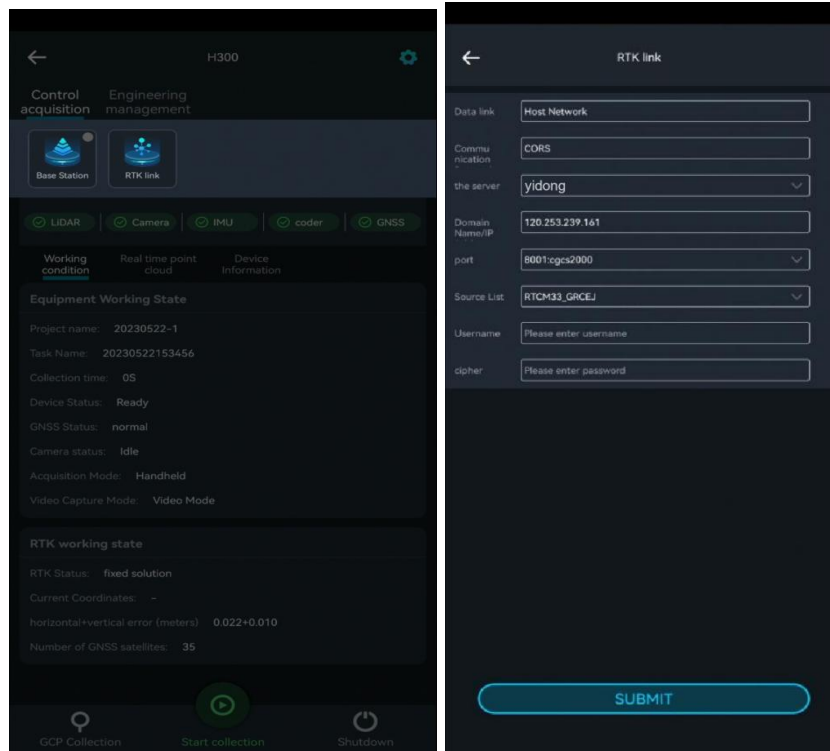 H300
Control
acquisition
Engineering
management
Base Station
RTK link
LiDAR
Camera
IMU
coder
GNSS
Working
condition
Real time point
cloud
Device
Information
Equipment Working State
Project name: 20230522-1
Task Name: 20230522153456
Collection time: 0S
Device Status: Ready
GNSS Status: normal
Camera status: Idle
Acquisition Mode: Handheld
Video Capture Mode: Video Mode
RTK working state
RTK Status: fixed solution
Current Coordinates: -
horizontal+vertical error (meters) 0.022+0.010
Number of GNSS satellites: 35
GCP Collection
Start collection
Shutdown
RTK link
Data link Host Network
Commu
nication
CORS
the server yidong
Domain
Name/IP
120.253.239.161
port 8001:cgcs2000
Source List RTCM33_GRCEJ
Username Please enter username
cipher Please enter password
SUBMIT